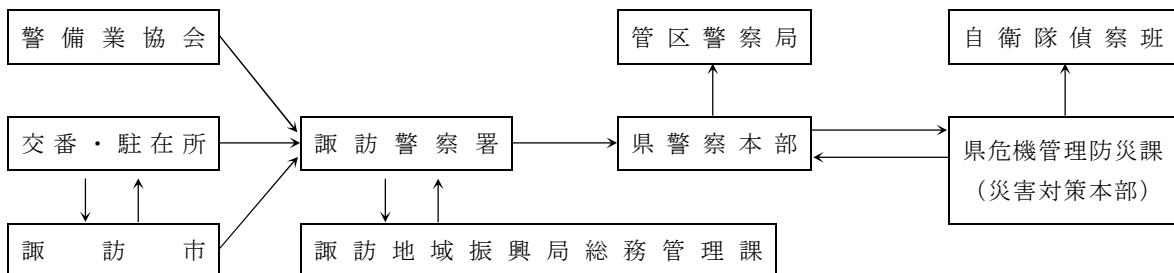 警備業協会
管区警察局
自衛隊偵察班
交番・駐在所
諏訪警察署
県警察本部
県危機管理防災課
（災害対策本部）
諏訪市
諏訪地域振興局総務管理課